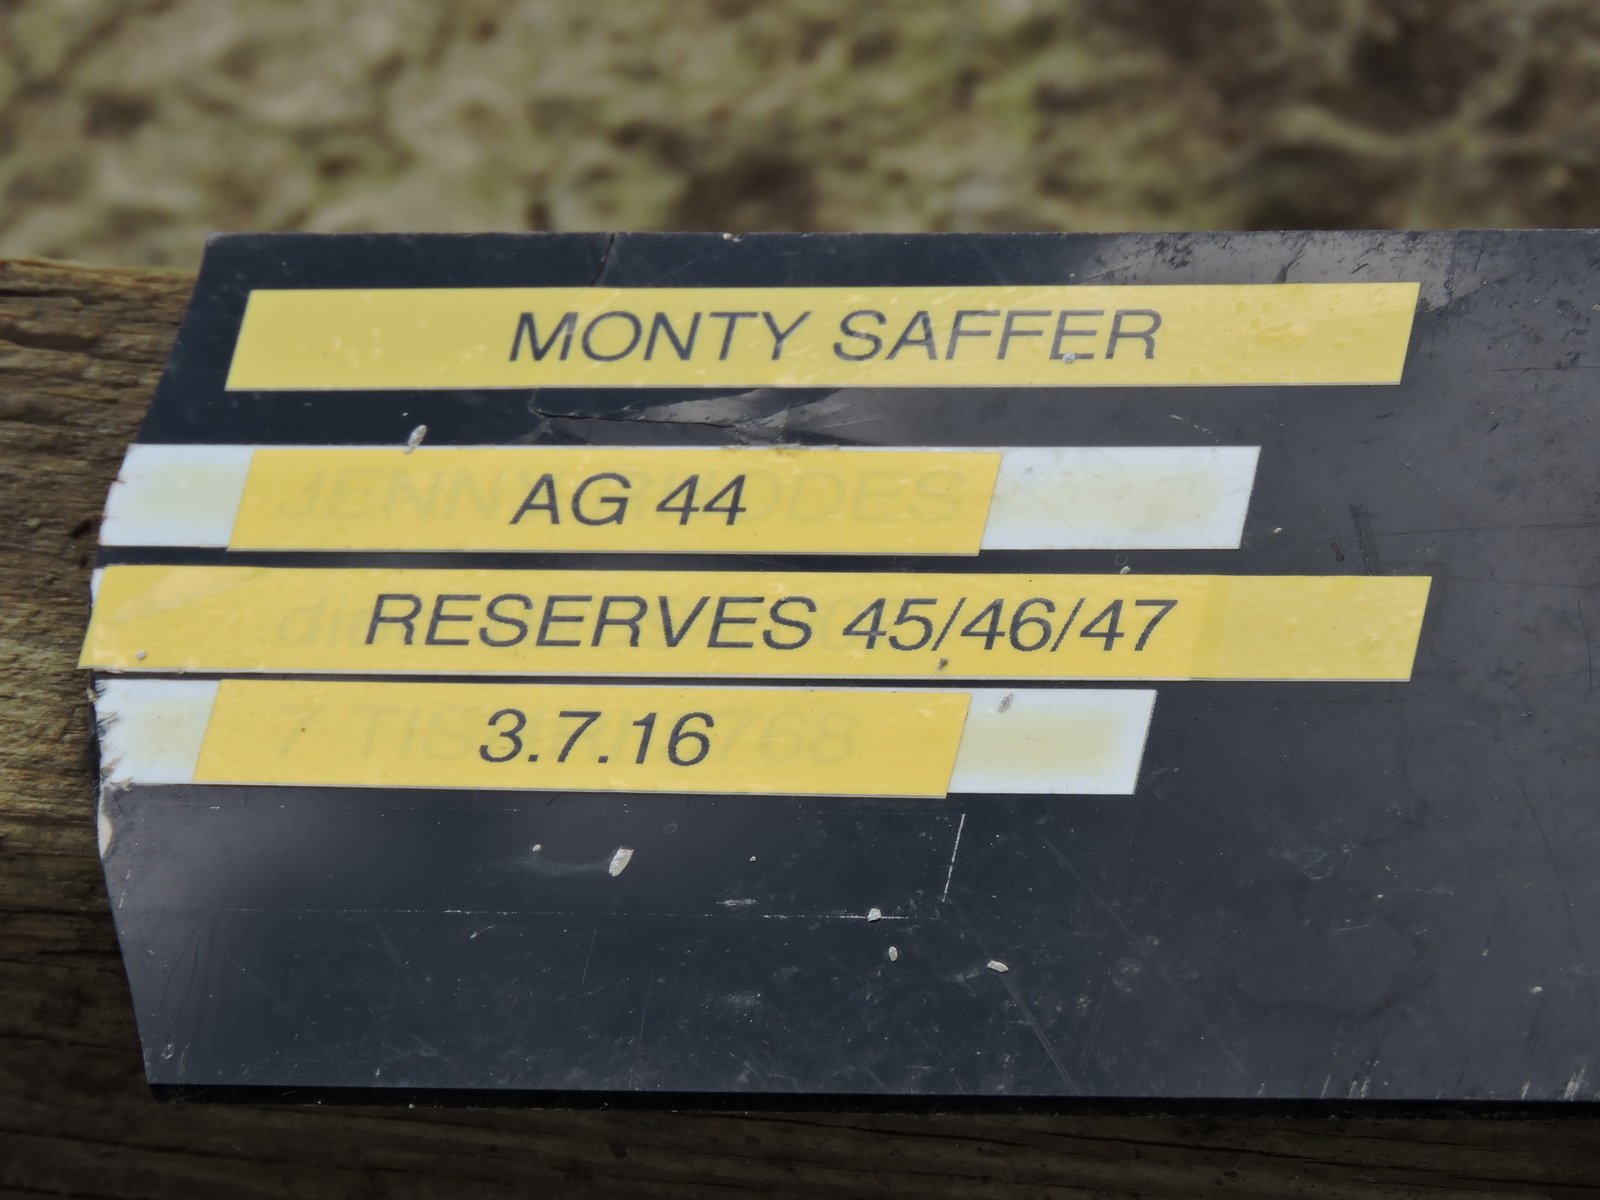 MONTY SAFFER
AG 44
RESERVES 45/46/47
3.7.16